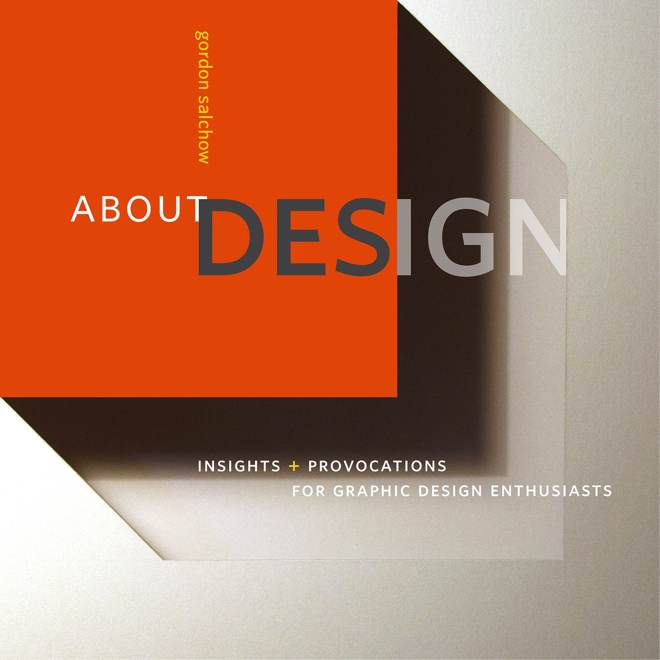 gordon salchow
ABOUT DESIGN
INSIGHTS + PROVOCATIONS
FOR GRAPHIC DESIGN ENTHUSIASTS